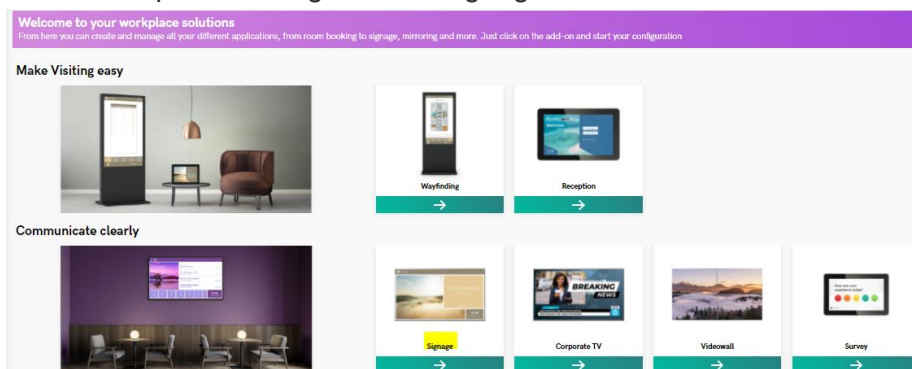 Welcome to your workplace solutions
From here you can create and manage all your different applications, from room booking to signage, mirroring and more. Just click on the add-on and start your configuration
Make Visiting easy
Wayfinding
Reception
Communicate clearly
BREAKING
NEWS
Signage
Corporate TV
Videowall
Survey